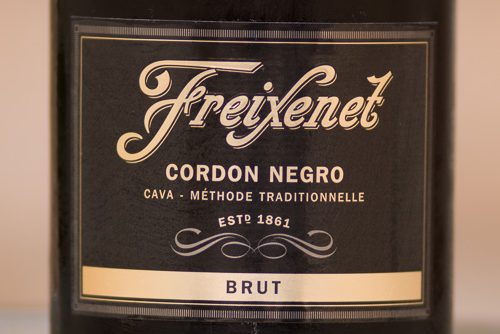 Freixenet
CORDON NEGRO
CAVA - MÉTHODE TRADITIONNELLE
ESTD 1861
BRUT